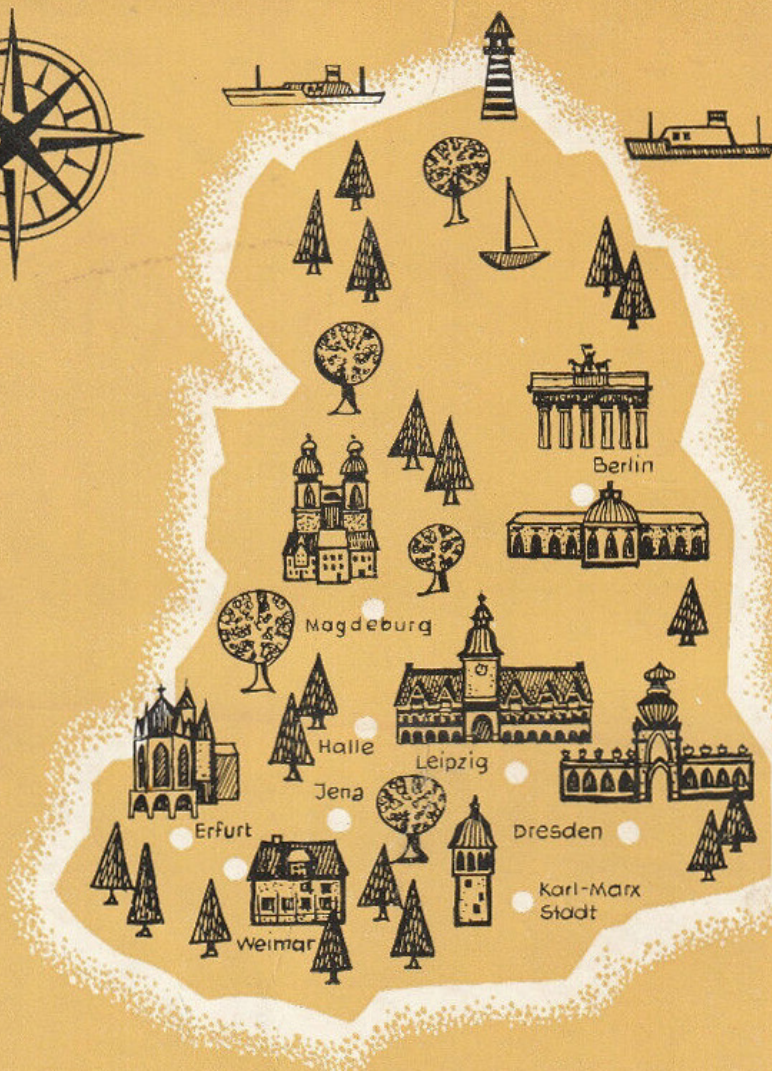 Berlin
Magdeburg
Halle
Leipzig
Jena
Erfurt
Dresden
Karl-Marx
Stadt
Weimar